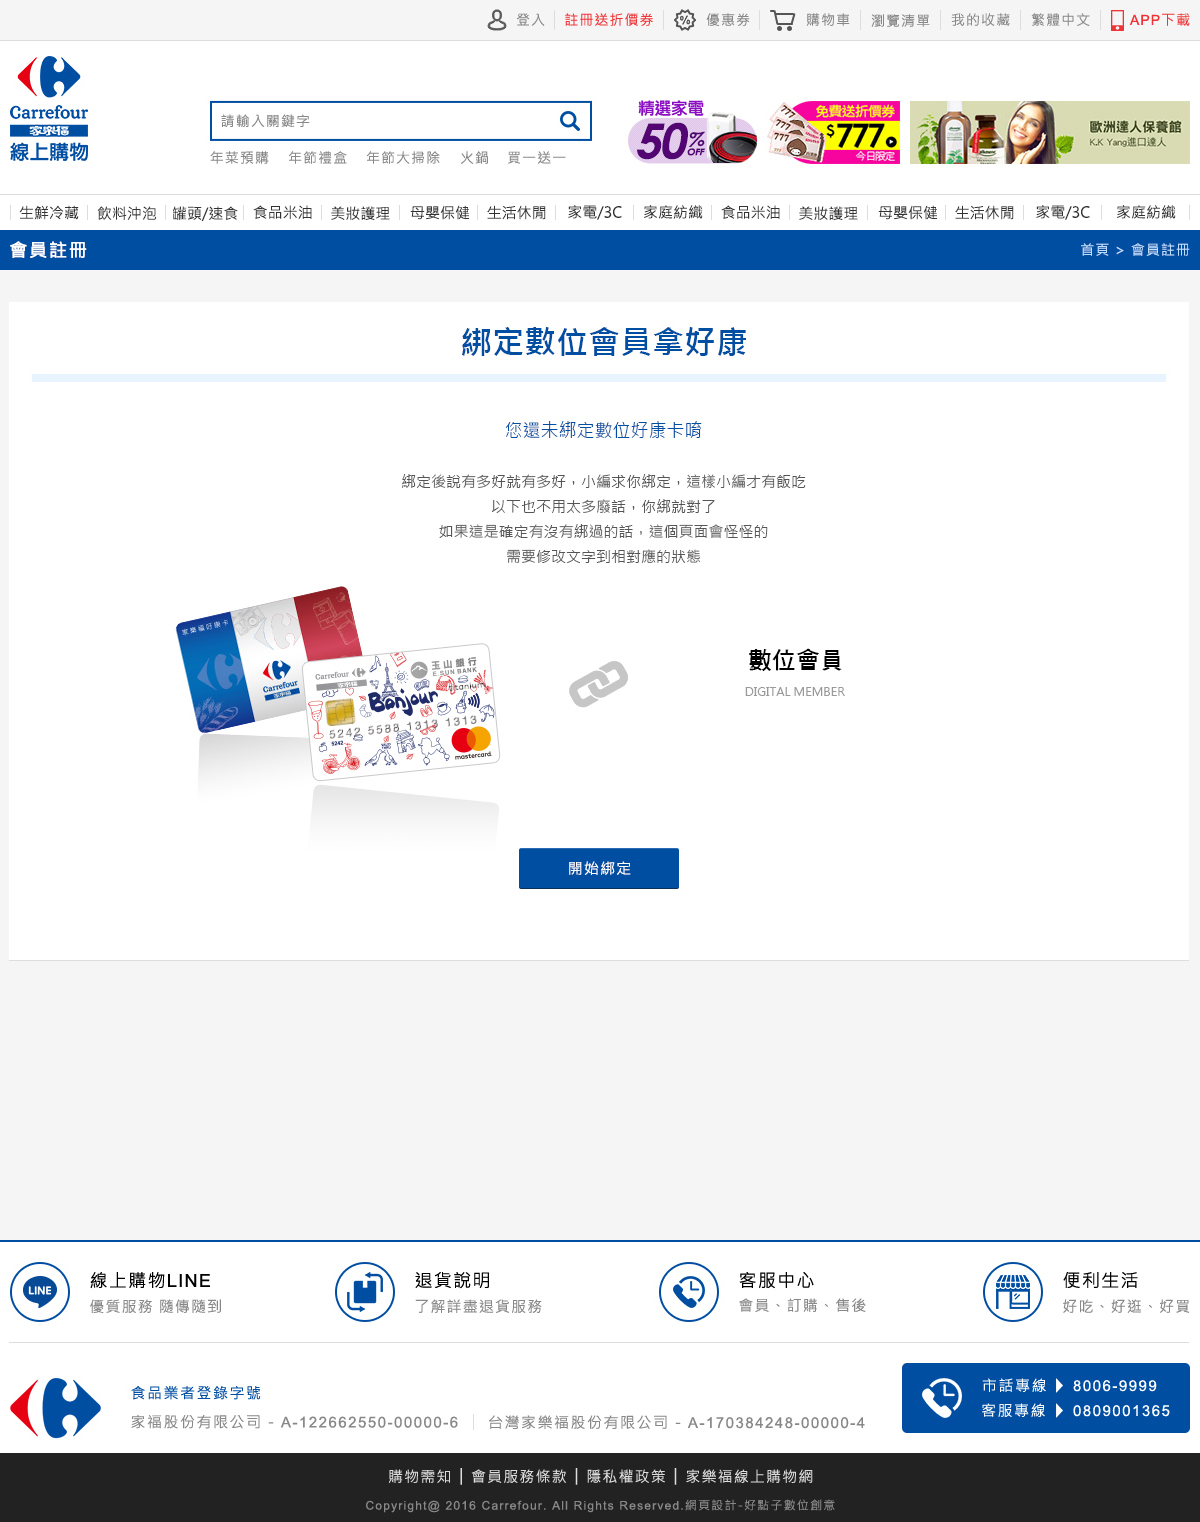 登入 註冊送折價券 優惠券 購物車 瀏覽清單 我的收藏 繁體中文 APP下載
Carrefour
家樂福
線上購物
請輸入關鍵字
年菜預購 年節禮盒 年節大掃除 火鍋 買一送一
精選家電
50%OFF
免費送折價券
$777
今日限定
歐洲達人保養館
K.K Yang進口達人
生鮮冷藏 飲料沖泡 罐頭/速食 食品米油 美妝護理 母嬰保健 生活休閒 家電/3C 家庭紡織 食品米油 美妝護理 母嬰保健 生活休閒 家電/3C 家庭紡織
會員註冊
首頁 > 會員註冊
綁定數位會員拿好康
您還未綁定數位好康卡唷
綁定後說有多好就有多好，小編求你綁定，這樣小編才有飯吃
以下也不用太多廢話，你綁就對了
如果這是確定有沒有綁過的話，這個頁面會怪怪的
需要修改文字到相對應的狀態
家樂福好康卡
Carrefour
家樂福
Carrefour
家樂福
玉山銀行
E.SUN BANK
titanium
Bonjour
5242 5588 1313 1313
5242
mastercard
數位會員
DIGITAL MEMBER
開始綁定
LINE
線上購物LINE
優質服務 隨傳隨到
退貨說明
了解詳盡退貨服務
客服中心
會員、訂購、售後
便利生活
好吃、好逛、好買
食品業者登錄字號
家福股份有限公司 - A-122662550-00000-6 台灣家樂福股份有限公司 - A-170384248-00000-4
市話專線 8006-9999
客服專線 0809001365
購物需知 | 會員服務條款 | 隱私權政策 | 家樂福線上購物網
Copyright@ 2016 Carrefour. All Rights Reserved.網頁設計-好點子數位創意